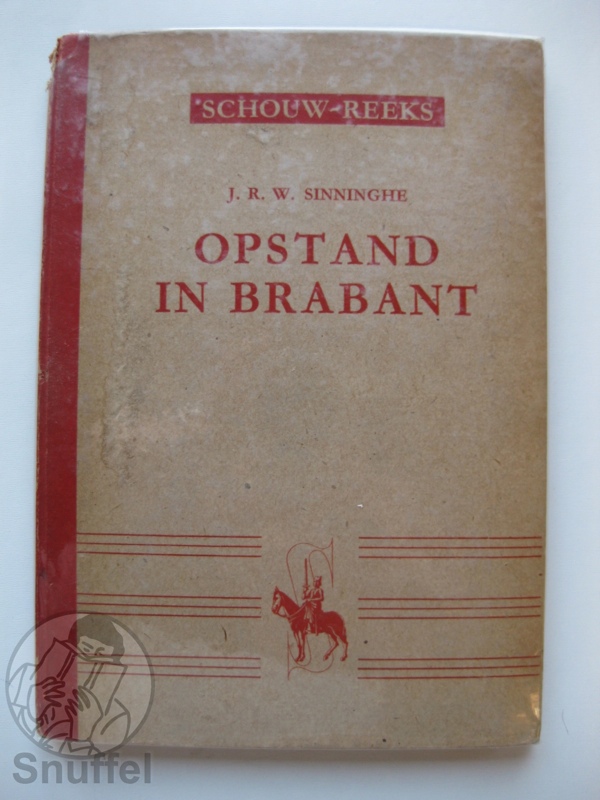 SCHOUW-REEKS
J. R. W. SINNINGHE
OPSTAND
IN BRABANT
Snuffel